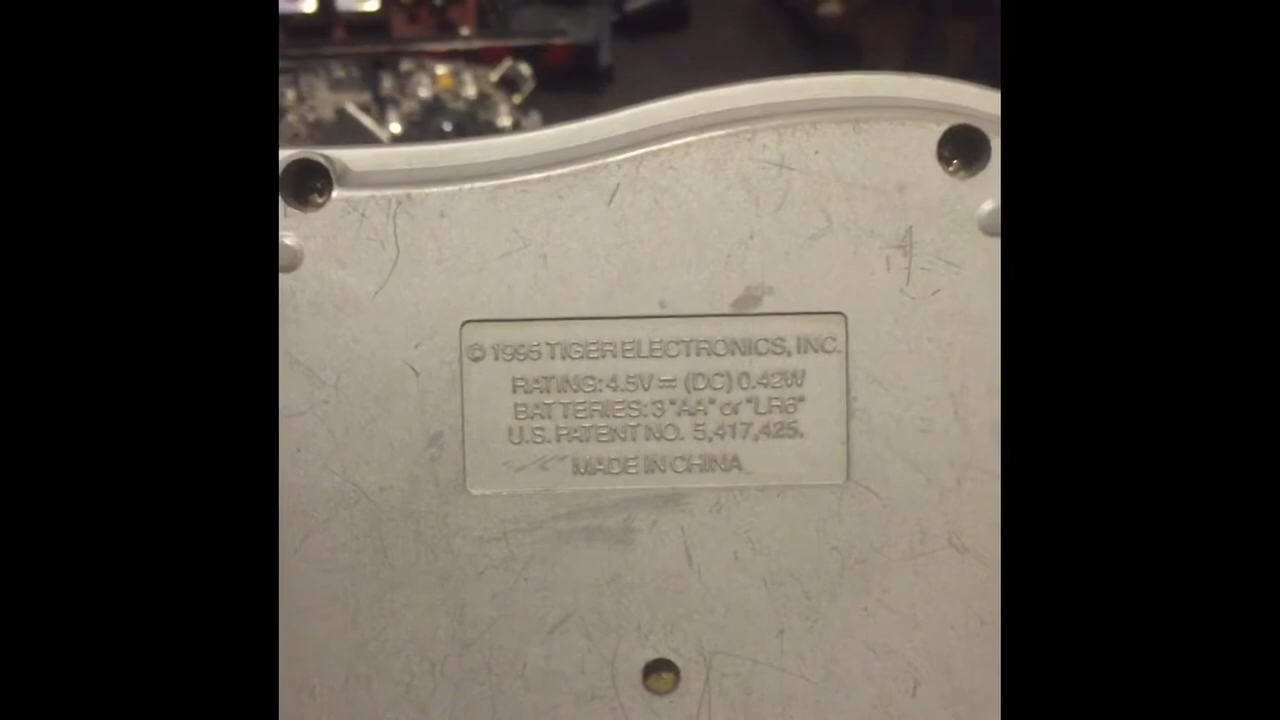 © 1995 TIGER ELECTRONICS, INC.
RATING: 4.5V ⎓ (DC) 0.42W
BATTERIES: 3 "AA" or "LR6"
U.S. PATENT NO. 5,417,425.
MADE IN CHINA